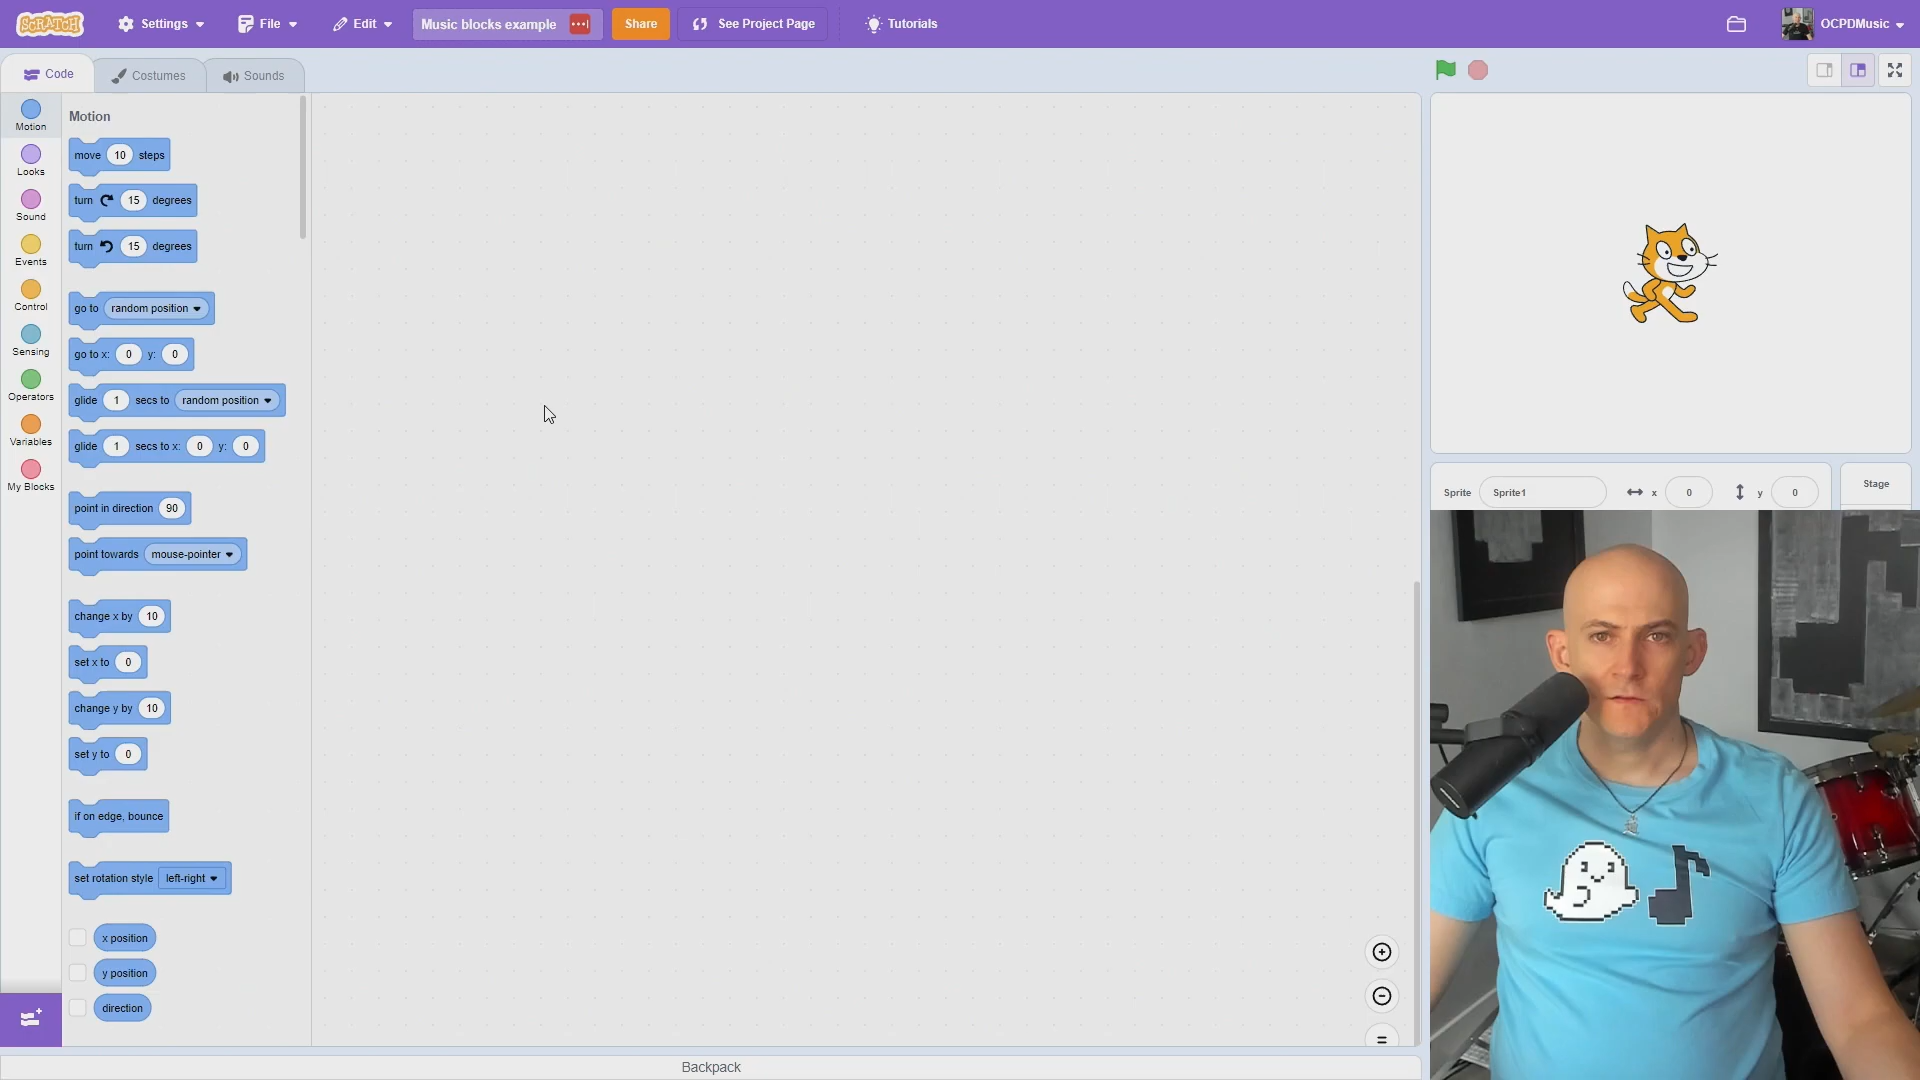 SCRATCH
Settings
File
Edit
Music blocks example
Share
See Project Page
Tutorials
OCPDMusic
Code
Costumes
Sounds
Motion
Looks
Sound
Events
Control
Sensing
Operators
Variables
My Blocks
Motion
move 10 steps
turn 15 degrees
turn 15 degrees
go to random position
go to x: 0 y: 0
glide 1 secs to random position
glide 1 secs to x: 0 y: 0
point in direction 90
point towards mouse-pointer
change x by 10
set x to 0
change y by 10
set y to 0
if on edge, bounce
set rotation style left-right
x position
y position
direction
Backpack
Sprite Sprite1 x 0 y 0
Stage